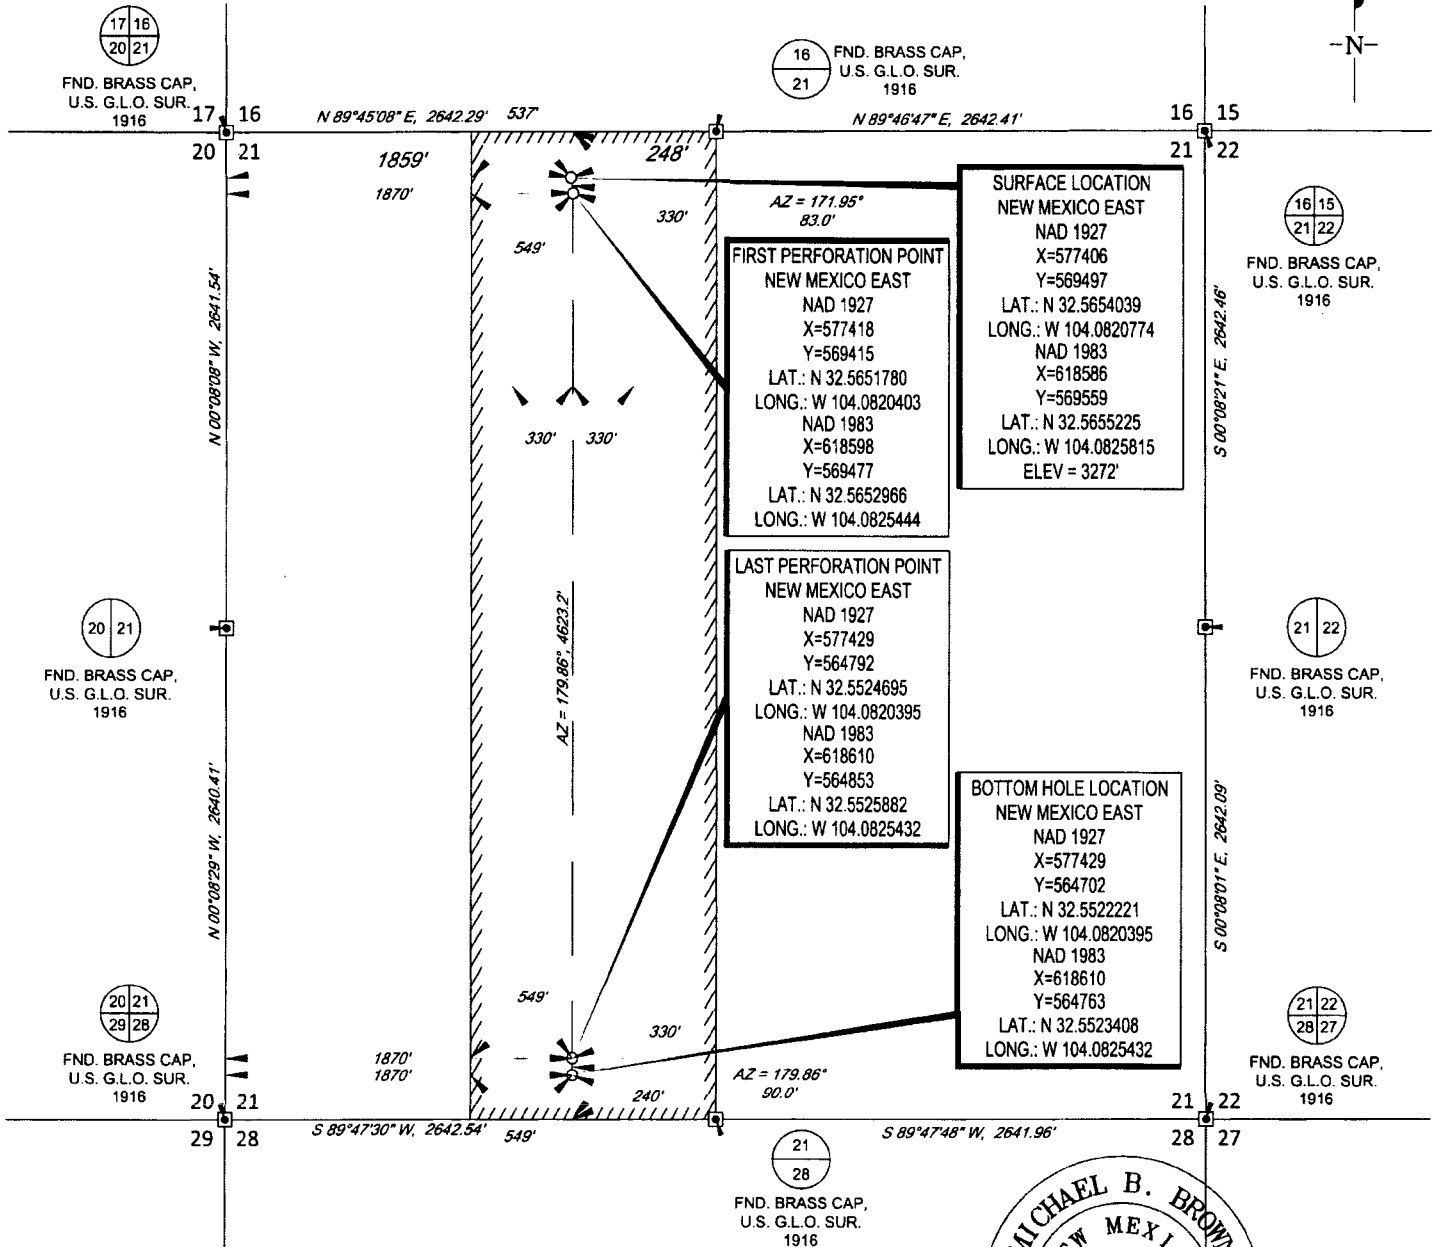 17 16
20 21
FND. BRASS CAP,
U.S. G.L.O. SUR.
1916
16
21
FND. BRASS CAP,
U.S. G.L.O. SUR.
1916
-N-
17 16
20 21
N 89°45'08" E, 2642.29'
537'
N 89°46'47" E, 2642.41'
16 15
21 22
1859'
248'
1870'
330'
549'
AZ = 171.95°
83.0'
SURFACE LOCATION
NEW MEXICO EAST
NAD 1927
X=577406
Y=569497
LAT.: N 32.5654039
LONG.: W 104.0820774
NAD 1983
X=618586
Y=569559
LAT.: N 32.5655225
LONG.: W 104.0825815
ELEV = 3272'
16 15
21 22
FND. BRASS CAP,
U.S. G.L.O. SUR.
1916
FIRST PERFORATION POINT
NEW MEXICO EAST
NAD 1927
X=577418
Y=569415
LAT.: N 32.5651780
LONG.: W 104.0820403
NAD 1983
X=618598
Y=569477
LAT.: N 32.5652966
LONG.: W 104.0825444
N 00°08'08" W, 2641.54'
S 00°08'21" E, 2642.46'
330' 330'
LAST PERFORATION POINT
NEW MEXICO EAST
NAD 1927
X=577429
Y=564792
LAT.: N 32.5524695
LONG.: W 104.0820395
NAD 1983
X=618610
Y=564853
LAT.: N 32.5525882
LONG.: W 104.0825432
20 21
FND. BRASS CAP,
U.S. G.L.O. SUR.
1916
AZ = 179.86°, 4623.2'
21 22
FND. BRASS CAP,
U.S. G.L.O. SUR.
1916
N 00°08'29" W, 2640.41'
S 00°08'01" E, 2642.09'
BOTTOM HOLE LOCATION
NEW MEXICO EAST
NAD 1927
X=577429
Y=564702
LAT.: N 32.5522221
LONG.: W 104.0820395
NAD 1983
X=618610
Y=564763
LAT.: N 32.5523408
LONG.: W 104.0825432
20 21
29 28
FND. BRASS CAP,
U.S. G.L.O. SUR.
1916
549'
330'
1870'
1870'
240'
AZ = 179.86°
90.0'
21 22
28 27
FND. BRASS CAP,
U.S. G.L.O. SUR.
1916
20 21
29 28
S 89°47'30" W, 2642.54'
549'
S 89°47'48" W, 2641.96'
21 22
28 27
21
28
FND. BRASS CAP,
U.S. G.L.O. SUR.
1916
MICHAEL B. BROWN